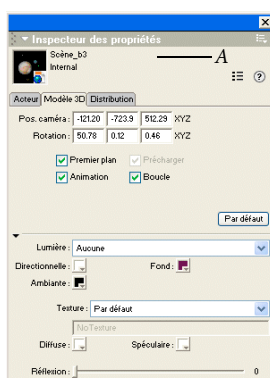 Inspecteur des propriétés
Scène_b3
A
Internal
Acteur Modèle 3D Distribution
Pos. caméra : -121.20 -723.9 512.29 XYZ
Rotation : 50.78 0.12 0.46 XYZ
Premier plan Précharger
Animation Boucle
Par défaut
Lumière : Aucune
Directionnelle : Fond :
Ambiante :
Texture : Par défaut
NoTexture
Diffuse : Spéculaire :
Réflexion : 0